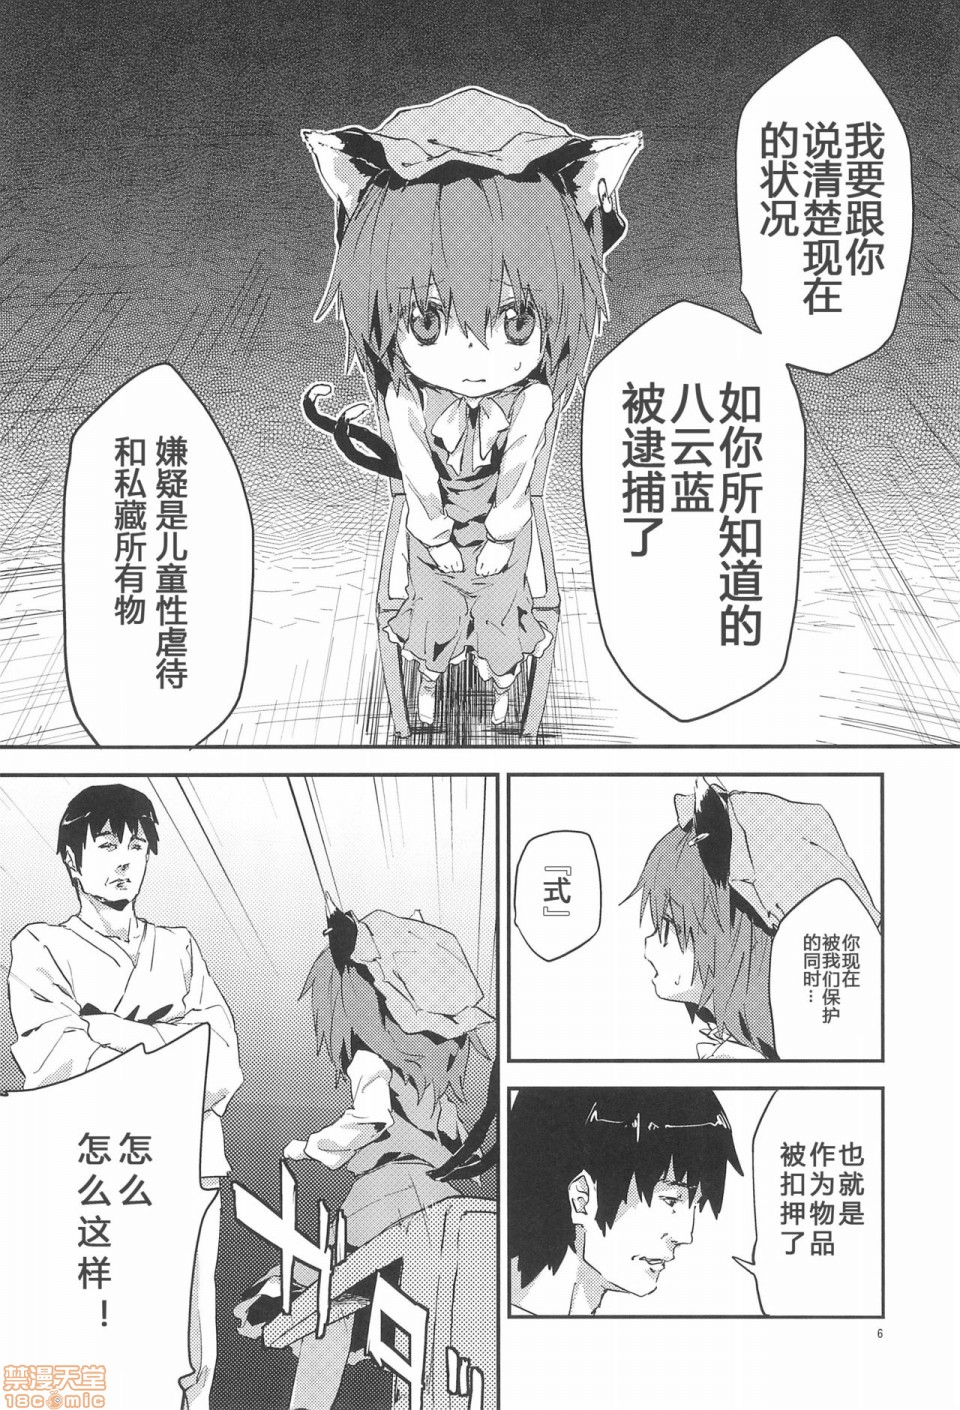 我要跟你
说清楚现在
的状况
如你所知道的
八云蓝
被逮捕了
嫌疑是儿童性虐待
和私藏所有物
你现在
被我们保护
的同时…
『式』
也就是
作为物品
被扣押了
怎么
怎么这样！
ガタ
6
禁漫天堂
18comic